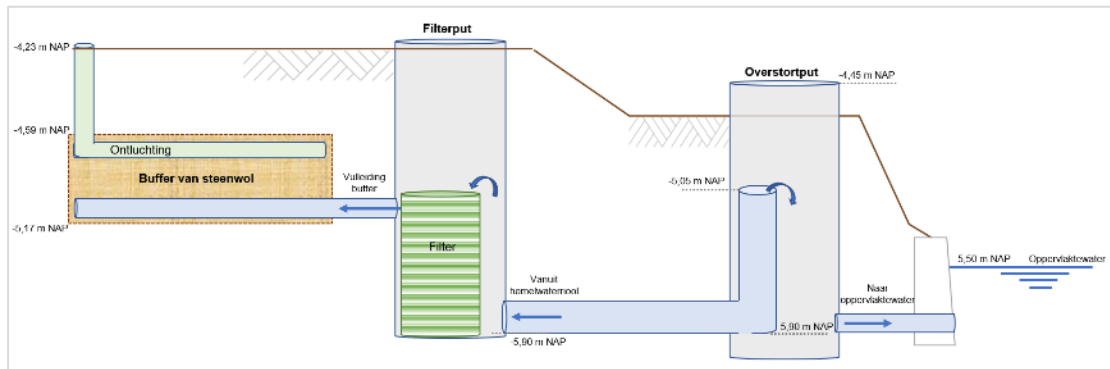 Filterput
-4,23 m NAP
Overstortput
-4,45 m NAP
-4,59 m NAP
Ontluchting
Buffer van steenwol
Vulleiding
buffer
-5,05 m NAP
-5,17 m NAP
Filter
5,50 m NAP
Oppervlaktewater
Vanuit
hemelwaterriool
Naar
oppervlaktewater
-5,90 m NAP
5,90 m NAP